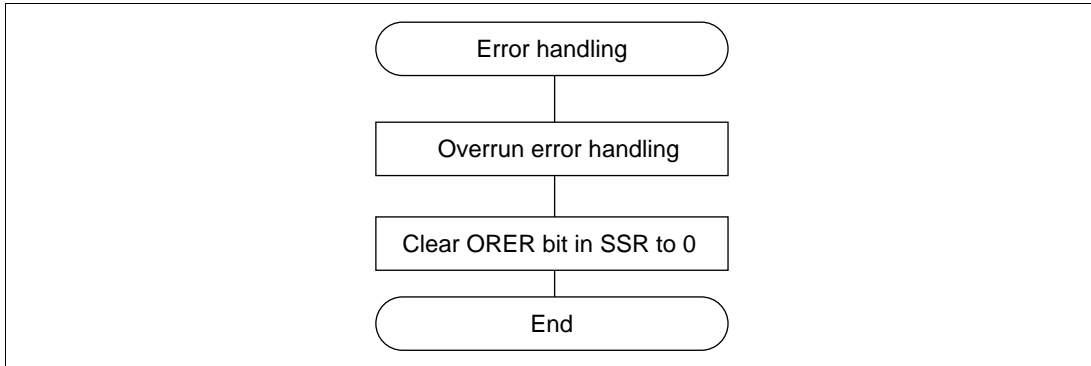 Error handling
Overrun error handling
Clear ORER bit in SSR to 0
End